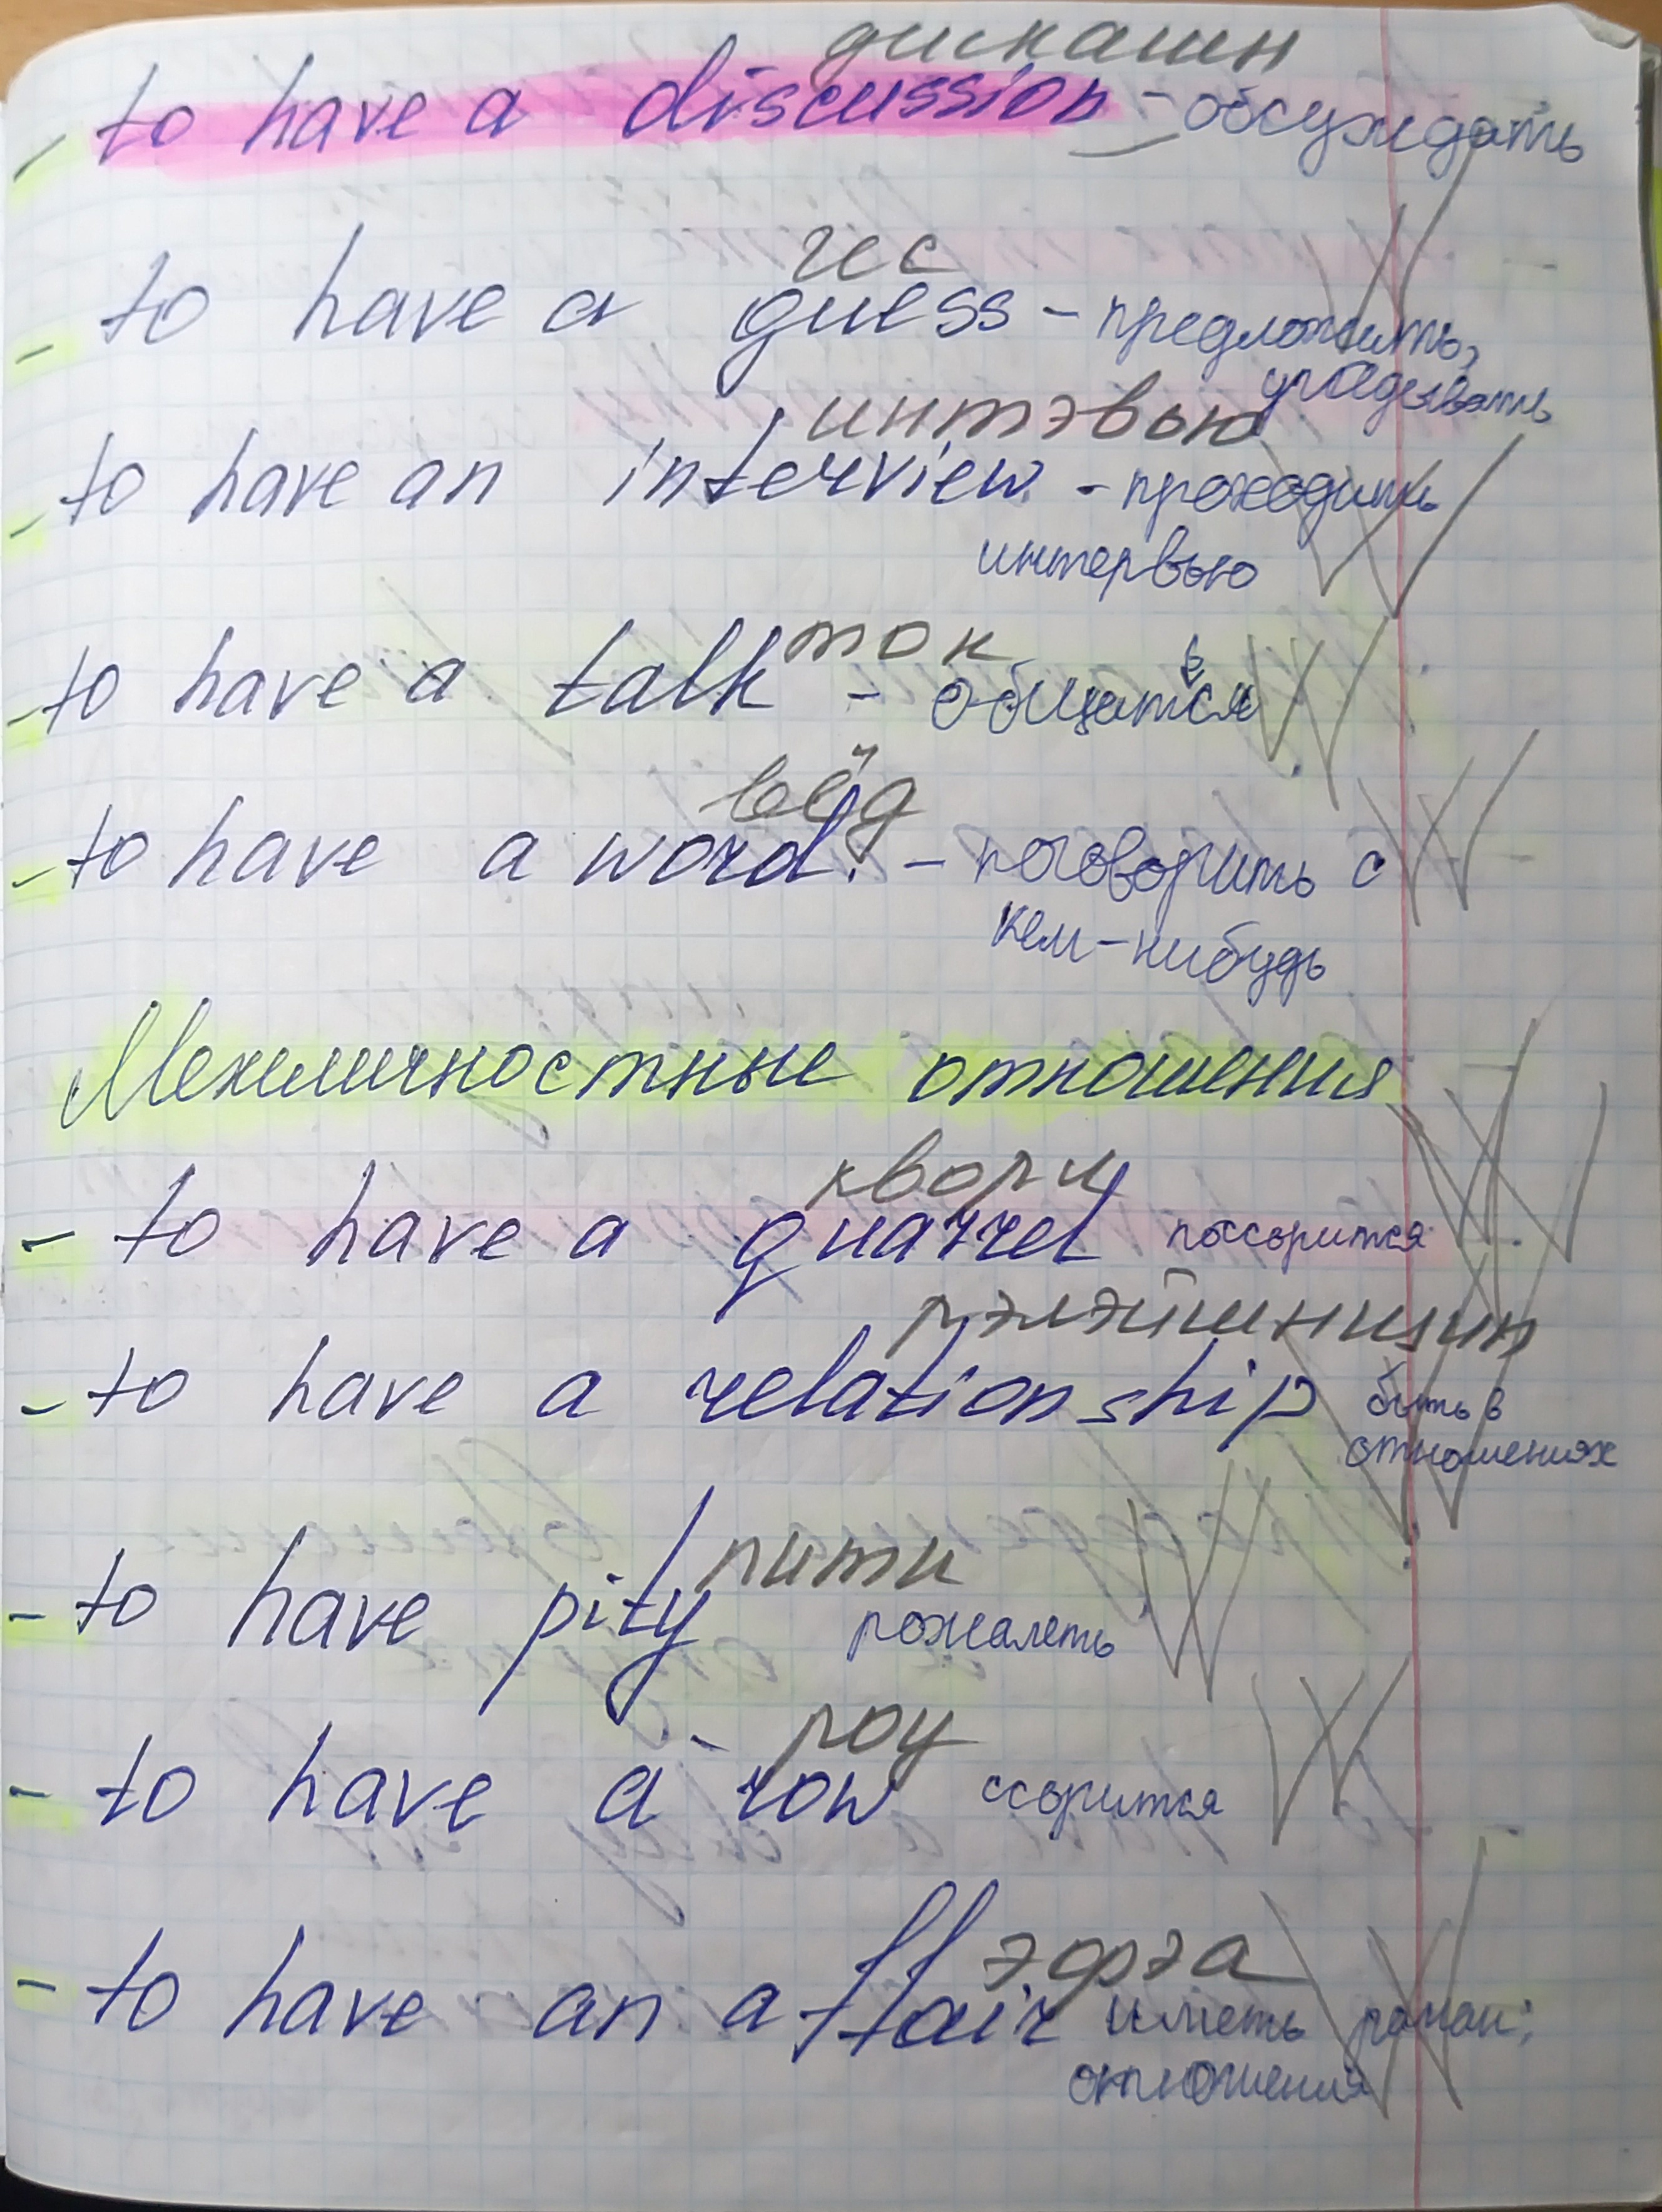 дискашн
- to have a discussion - обсуждать
гес
- to have a guess - предложить,
угадывать
интэвью
- to have an interview - проходить
интервью
ток
- to have a talk - общаться
вёд
- to have a word - поговорить с
кем-нибудь
Межличностные отношения
квори
- to have a quarrel поссорится
рэлэйшншип
- to have a relationship быть в
отношениях
пити
- to have pity пожалеть
роу
- to have a row ссорится
эфэа
- to have an affair иметь роман;
отношения